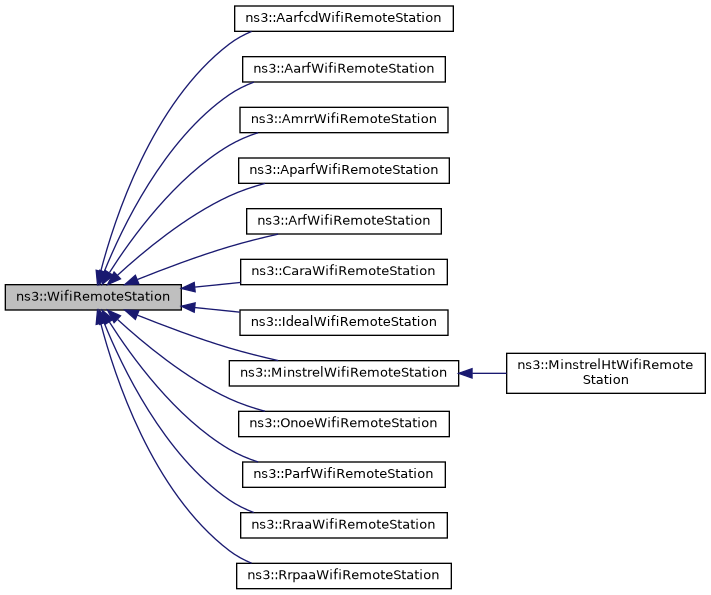 ns3::AarfcdWifiRemoteStation
ns3::AarfWifiRemoteStation
ns3::AmrrWifiRemoteStation
ns3::AparfWifiRemoteStation
ns3::ArfWifiRemoteStation
ns3::CaraWifiRemoteStation
ns3::WifiRemoteStation
ns3::IdealWifiRemoteStation
ns3::MinstrelWifiRemoteStation
ns3::MinstrelHtWifiRemote
Station
ns3::OnoeWifiRemoteStation
ns3::ParfWifiRemoteStation
ns3::RraaWifiRemoteStation
ns3::RrpaaWifiRemoteStation